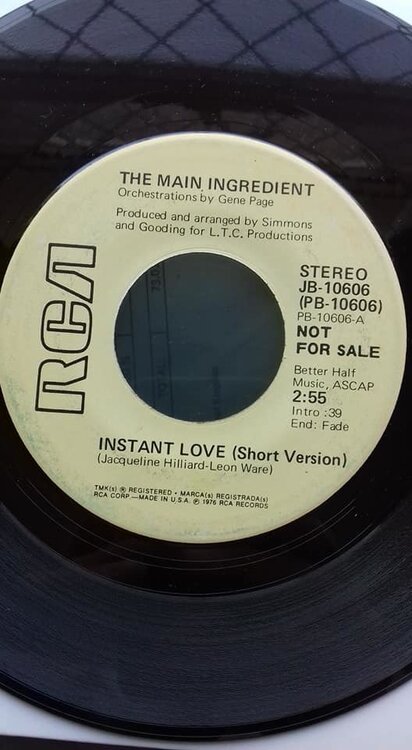 THE MAIN INGREDIENT
Orchestrations by Gene Page
Produced and arranged by Simmons
and Gooding for L.T.C. Productions
RCA
STEREO
JB-10606
(PB-10606)
PB-10606-A
NOT
FOR SALE
Better Half
Music, ASCAP
2:55
Intro :39
End: Fade
INSTANT LOVE (Short Version)
(Jacqueline Hilliard-Leon Ware)
TMK(s) ® REGISTERED • MARCA(s) REGISTRADA(s)
RCA CORP.—MADE IN U.S.A. ℗ 1976 RCA RECORDS